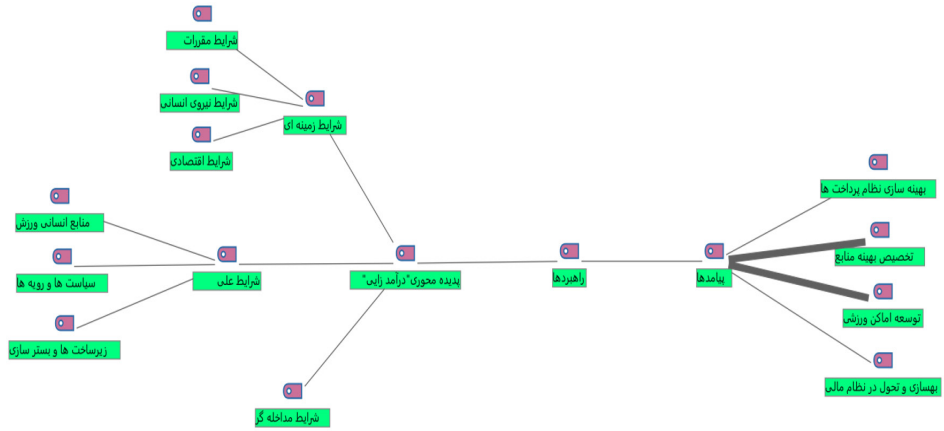 شرایط مقررات
شرایط نیروی انسانی
شرایط زمینه ای
شرایط اقتصادی
بهینه سازی نظام پرداخت ها
منابع انسانی ورزش
تخصیص بهینه منابع
سیاست ها و رویه ها
شرایط علی
پدیده محوری"درآمد زایی"
راهبردها
پیامدها
توسعه اماکن ورزشی
زیرساخت ها و بستر سازی
بهسازی و تحول در نظام مالی
شرایط مداخله گر